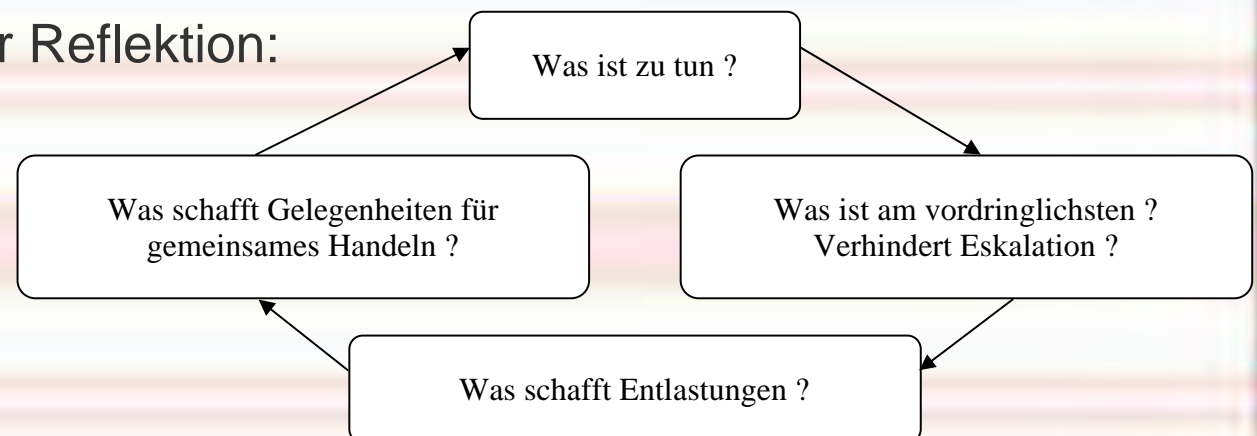 r Reflektion:
Was ist zu tun ?
Was ist am vordringlichsten ?
Verhindert Eskalation ?
Was schafft Entlastungen ?
Was schafft Gelegenheiten für
gemeinsames Handeln ?